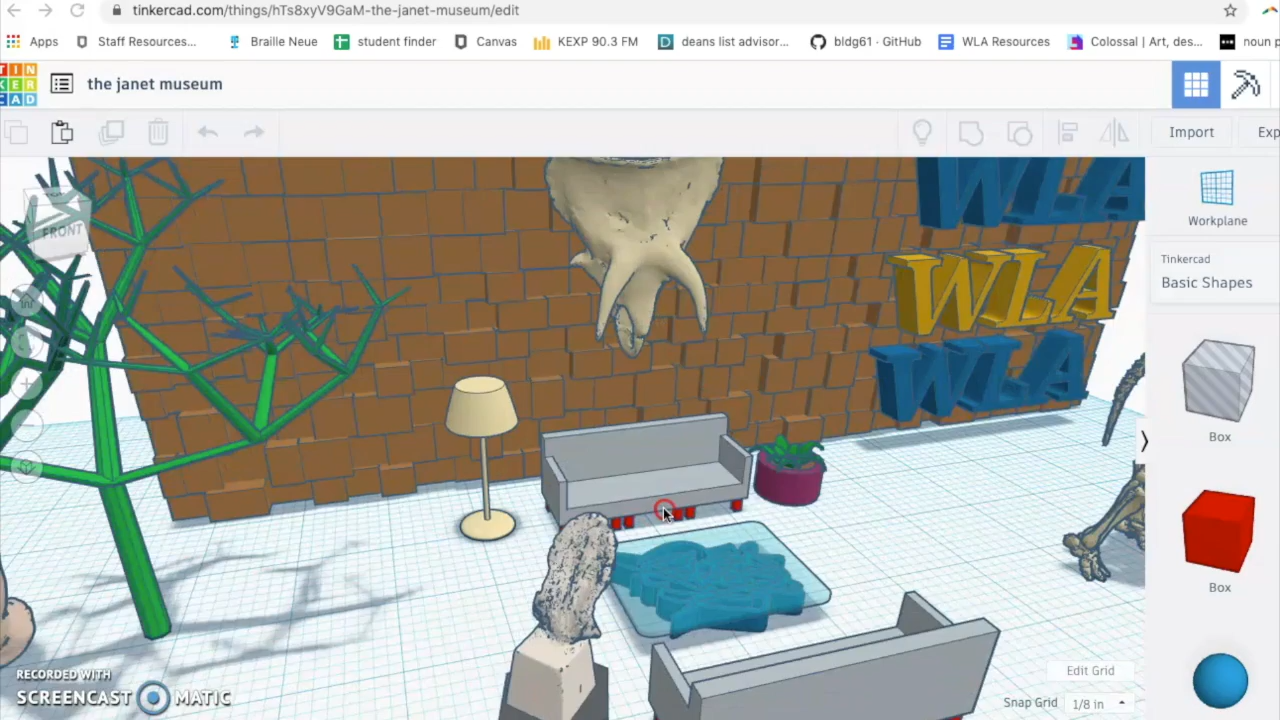 tinkercad.com/things/hTs8xyV9GaM-the-janet-museum/edit
Apps Staff Resources... Braille Neue student finder Canvas KEXP 90.3 FM deans list advisor... bldg61 · GitHub WLA Resources Colossal | Art, des... noun p
TIN
KER
CAD
the janet museum
Import Exp
FRONT
WLA
WLA
WLA
Workplane
Tinkercad
Basic Shapes
Box
Box
Edit Grid
Snap Grid 1/8 in
RECORDED WITH
SCREENCAST MATIC